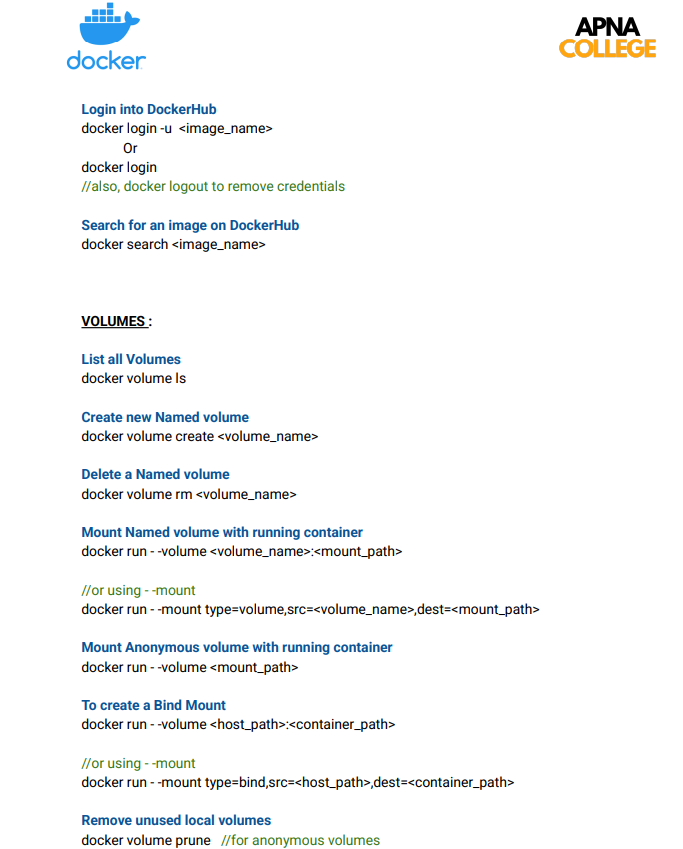 docker
APNA
COLLEGE
Login into DockerHub
docker login -u <image_name>
Or
docker login
//also, docker logout to remove credentials
Search for an image on DockerHub
docker search <image_name>
VOLUMES :
List all Volumes
docker volume ls
Create new Named volume
docker volume create <volume_name>
Delete a Named volume
docker volume rm <volume_name>
Mount Named volume with running container
docker run - -volume <volume_name>:<mount_path>
//or using - -mount
docker run - -mount type=volume,src=<volume_name>,dest=<mount_path>
Mount Anonymous volume with running container
docker run - -volume <mount_path>
To create a Bind Mount
docker run - -volume <host_path>:<container_path>
//or using - -mount
docker run - -mount type=bind,src=<host_path>,dest=<container_path>
Remove unused local volumes
docker volume prune //for anonymous volumes